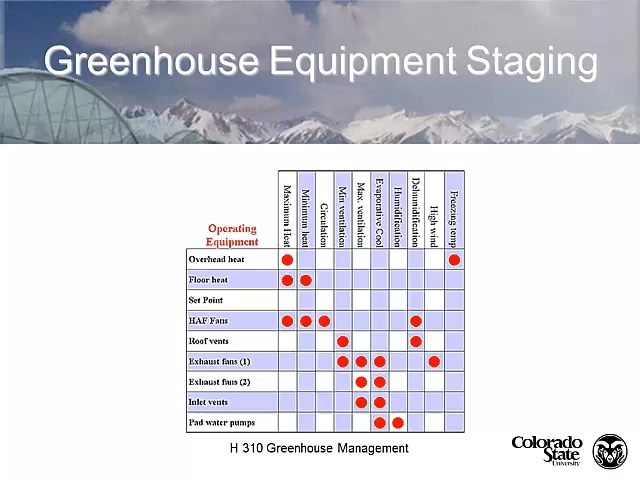 Greenhouse Equipment Staging
Maximum Heat
Minimum heat
Circulation
Min ventilation
Max. ventilation
Evaporative Cool
Humidification
Dehumidification
High wind
Freezing temp
Operating
Equipment
Overhead heat
Floor heat
Set Point
HAF Fans
Roof vents
Exhaust fans (1)
Exhaust fans (2)
Inlet vents
Pad water pumps
H 310 Greenhouse Management
Colorado
State
University